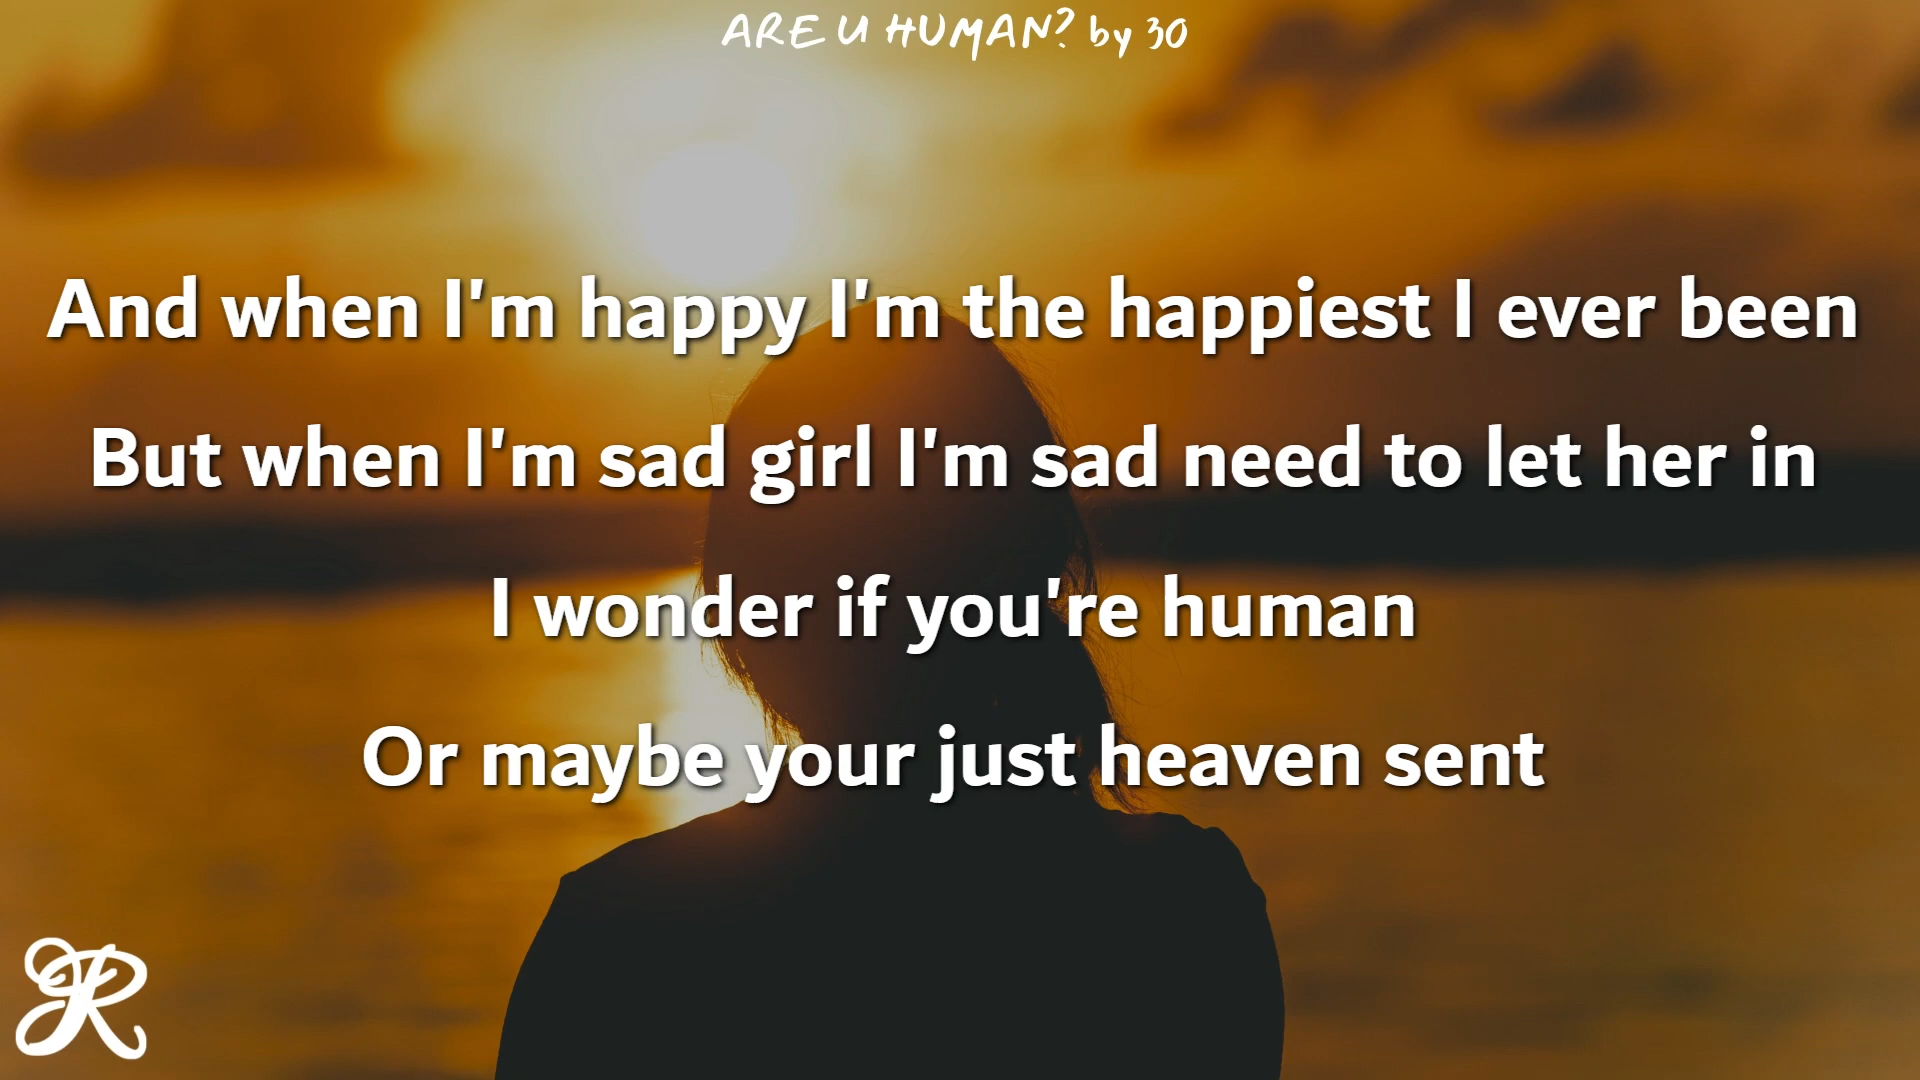 ARE U HUMAN? by 30
And when I'm happy I'm the happiest I ever been
But when I'm sad girl I'm sad need to let her in
I wonder if you're human
Or maybe your just heaven sent
R